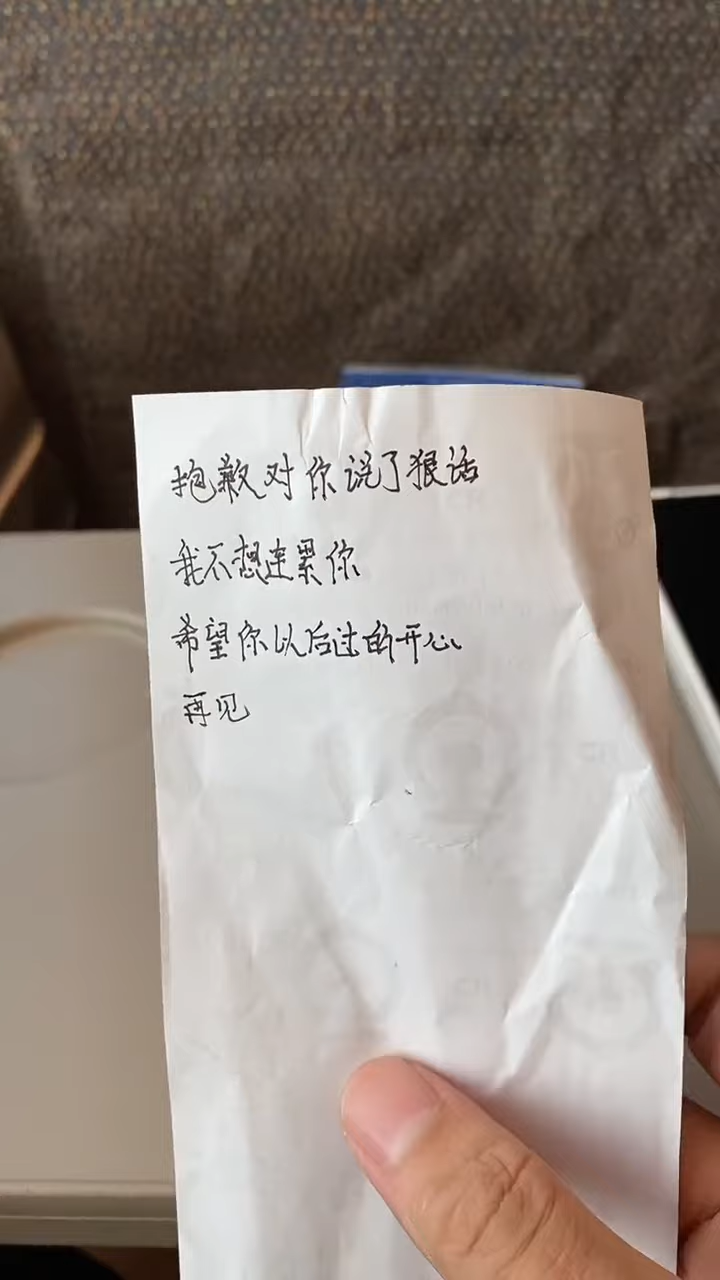 抱歉对你说了狠话
我不想连累你
希望你以后过的开心
再见